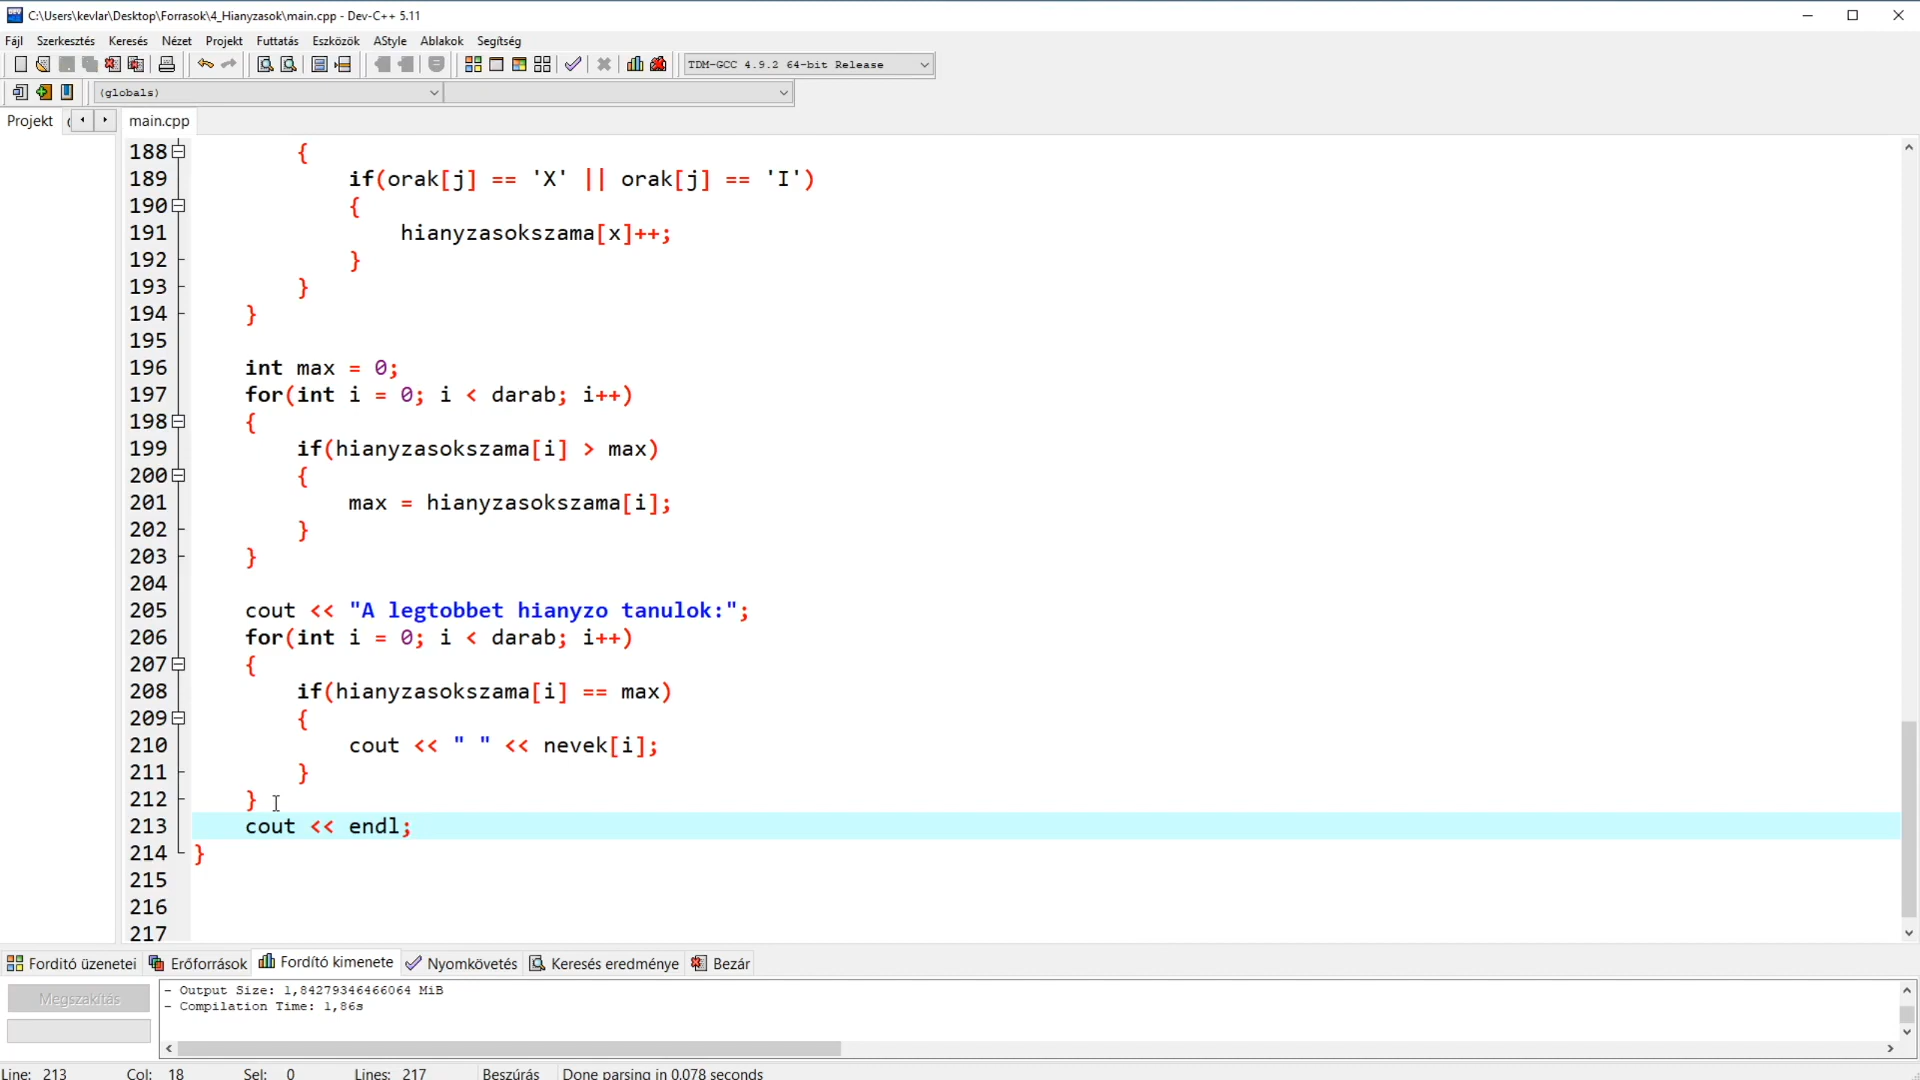 C:\Users\kevlar\Desktop\Forrasok\4_Hianyzasok\main.cpp - Dev-C++ 5.11
Fájl Szerkesztés Keresés Nézet Projekt Futtatás Eszközök AStyle Ablakok Segítség
TDM-GCC 4.9.2 64-bit Release
(globals)
Projekt main.cpp
188 {
189 if(orak[j] == 'X' || orak[j] == 'I')
190 {
191 hianyzasokszama[x]++;
192 }
193 }
194 }
195
196 int max = 0;
197 for(int i = 0; i < darab; i++)
198 {
199 if(hianyzasokszama[i] > max)
200 {
201 max = hianyzasokszama[i];
202 }
203 }
204
205 cout << "A legtobbet hianyzo tanulok:";
206 for(int i = 0; i < darab; i++)
207 {
208 if(hianyzasokszama[i] == max)
209 {
210 cout << " " << nevek[i];
211 }
212 }
213 cout << endl;
214 }
215
216
217
Fordító üzenetei Erőforrások Fordító kimenete Nyomkövetés Keresés eredménye Bezár
Megszakítás
- Output Size: 1,84279346466064 MiB
- Compilation Time: 1,86s
Line: 213 Col: 18 Sel: 0 Lines: 217 Beszúrás Done parsing in 0,078 seconds